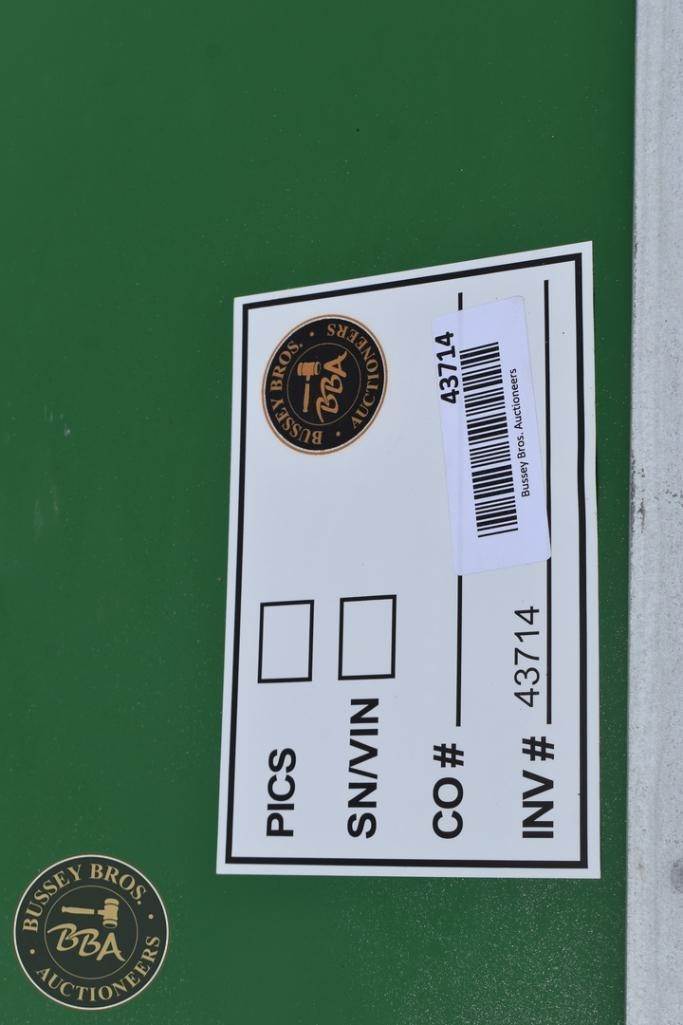 BUSSEY BROS. • AUCTIONEERS •
BBA
PICS
SN/VIN
CO #
43714
Bussey Bros. Auctioneers
INV # 43714
BUSSEY BROS. • AUCTIONEERS •
BBA